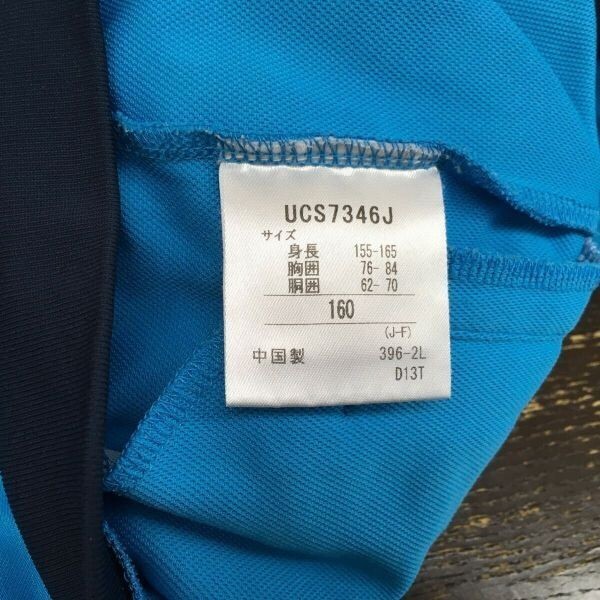 UCS7346J
サイズ
身長 155-165
胸囲 76- 84
胴囲 62- 70
160
(J-F)
中国製 396-2L
D13T